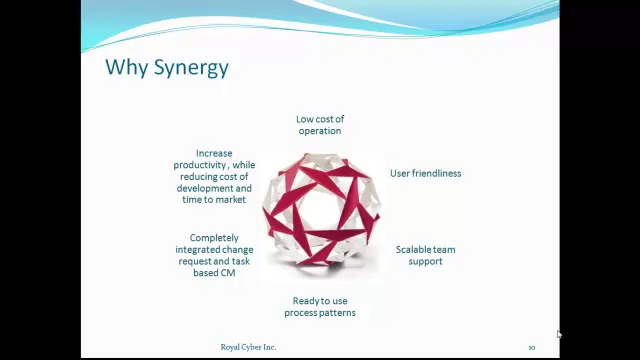 Why Synergy
Low cost of
operation
Increase
productivity , while
reducing cost of
development and
time to market
User friendliness
Completely
integrated change
request and task
based CM
Scalable team
support
Ready to use
process patterns
Royal Cyber Inc.
10